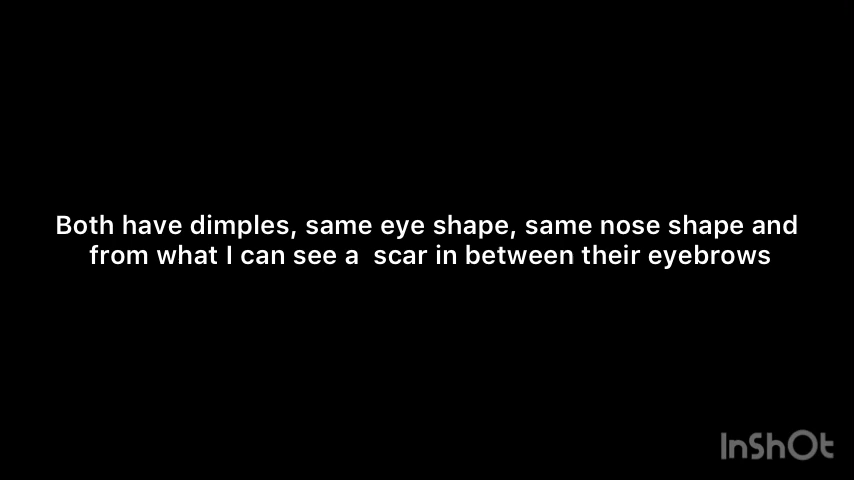 Both have dimples, same eye shape, same nose shape and
from what I can see a  scar in between their eyebrows
InShOt